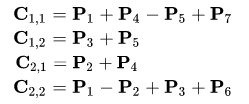 C₁,₁ = P₁ + P₄ − P₅ + P₇
C₁,₂ = P₃ + P₅
C₂,₁ = P₂ + P₄
C₂,₂ = P₁ − P₂ + P₃ + P₆